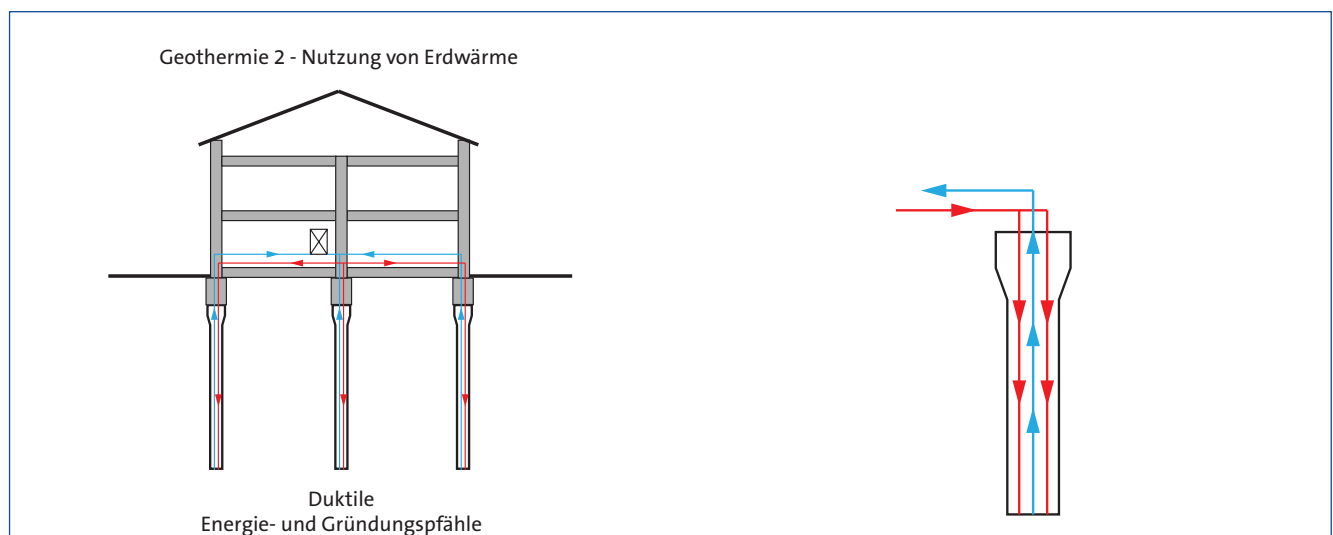 Geothermie 2 - Nutzung von Erdwärme
Duktile
Energie- und Gründungspfähle